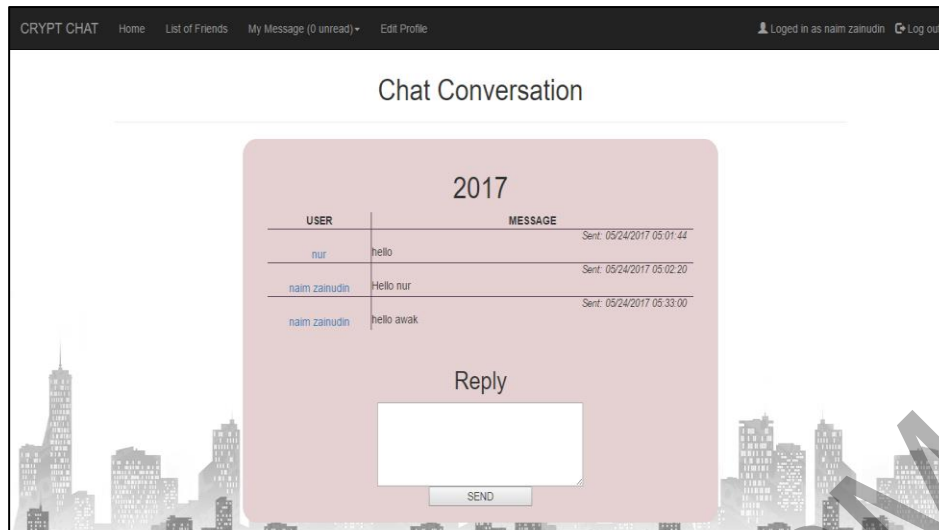 CRYPT CHAT Home List of Friends My Message (0 unread) Edit Profile Loged in as naim zainudin Log out
Chat Conversation
2017
USER MESSAGE
Sent: 05/24/2017 05:01:44
nur hello
Sent: 05/24/2017 05:02:20
naim zainudin Hello nur
Sent: 05/24/2017 05:33:00
naim zainudin hello awak
Reply
SEND